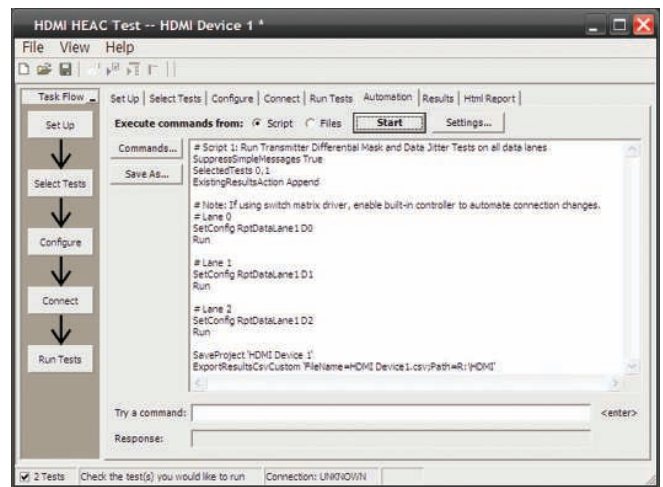 HDMI HEAC Test -- HDMI Device 1 *
File View Help
Task Flow
Set Up
Select Tests
Configure
Connect
Run Tests
Set Up Select Tests Configure Connect Run Tests Automation Results Html Report
Execute commands from: Script Files Start Settings...
Commands...
Save As...
# Script 1: Run Transmitter Differential Mask and Data Jitter Tests on all data lanes
SuppressSimpleMessages True
SelectedTests 0,1
ExistingResultsAction Append
# Note: If using switch matrix driver, enable built-in controller to automate connection changes.
# Lane 0
SetConfig RptDataLane1 D0
Run
# Lane 1
SetConfig RptDataLane1 D1
Run
# Lane 2
SetConfig RptDataLane1 D2
Run
SaveProject 'HDMI Device 1'
ExportResultsCsvCustom 'FileName=HDMI Device1.csv;Path=R:\HDMI'
Try a command: <enter>
Response:
2 Tests Check the test(s) you would like to run Connection: UNKNOWN